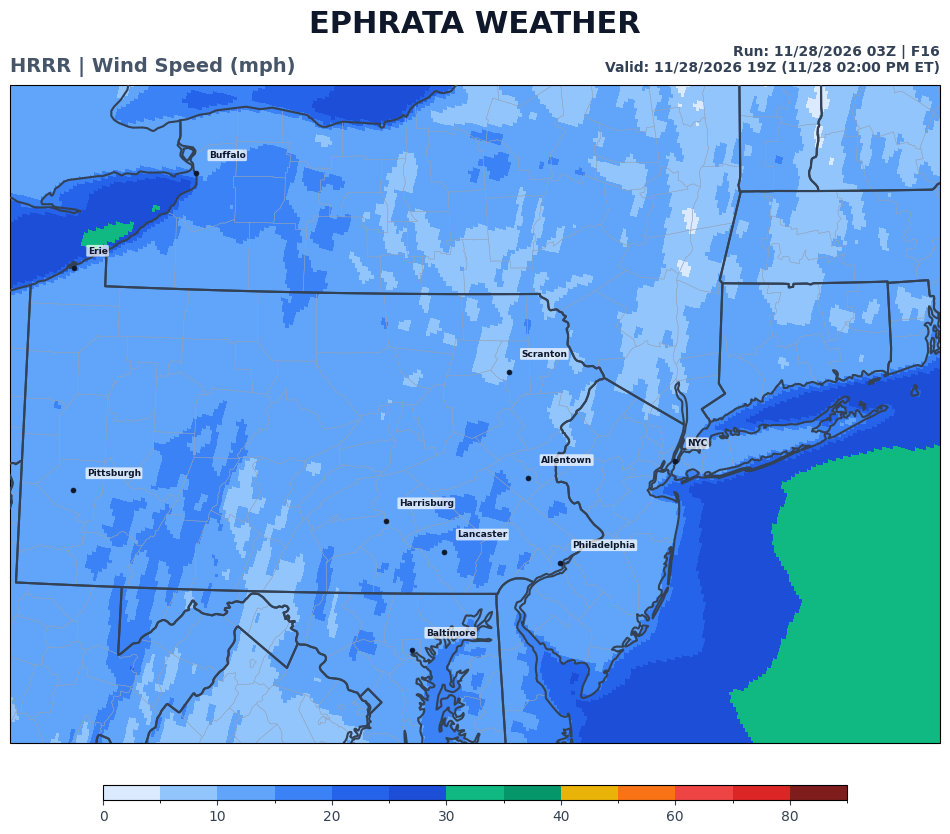 EPHRATA WEATHER
HRRR | Wind Speed (mph)
Run: 11/28/2026 03Z | F16
Valid: 11/28/2026 19Z (11/28 02:00 PM ET)
Buffalo
Erie
Scranton
NYC
Allentown
Pittsburgh
Harrisburg
Lancaster
Philadelphia
Baltimore
0 10 20 30 40 50 60 70 80